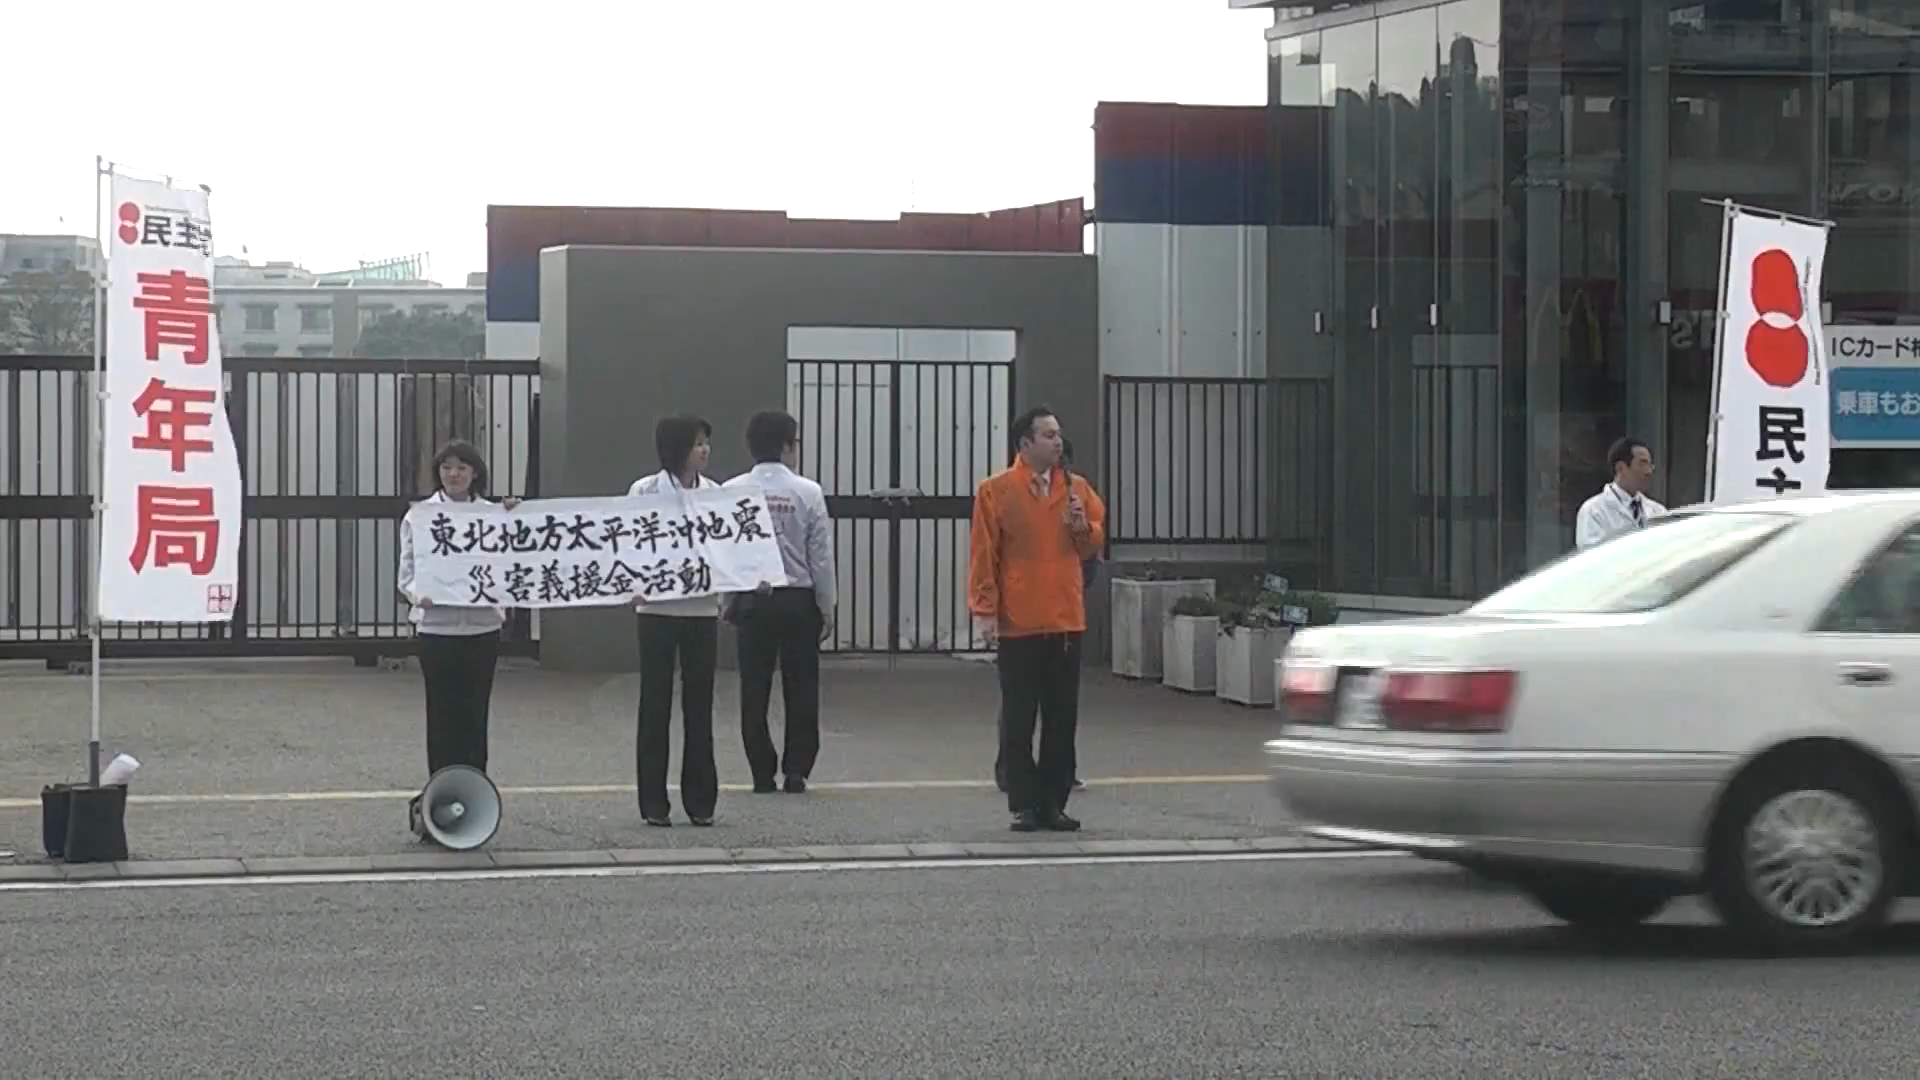 民主
青年局
東北地方太平洋沖地震
災害義援金活動
民主
ICカード
乗車もお